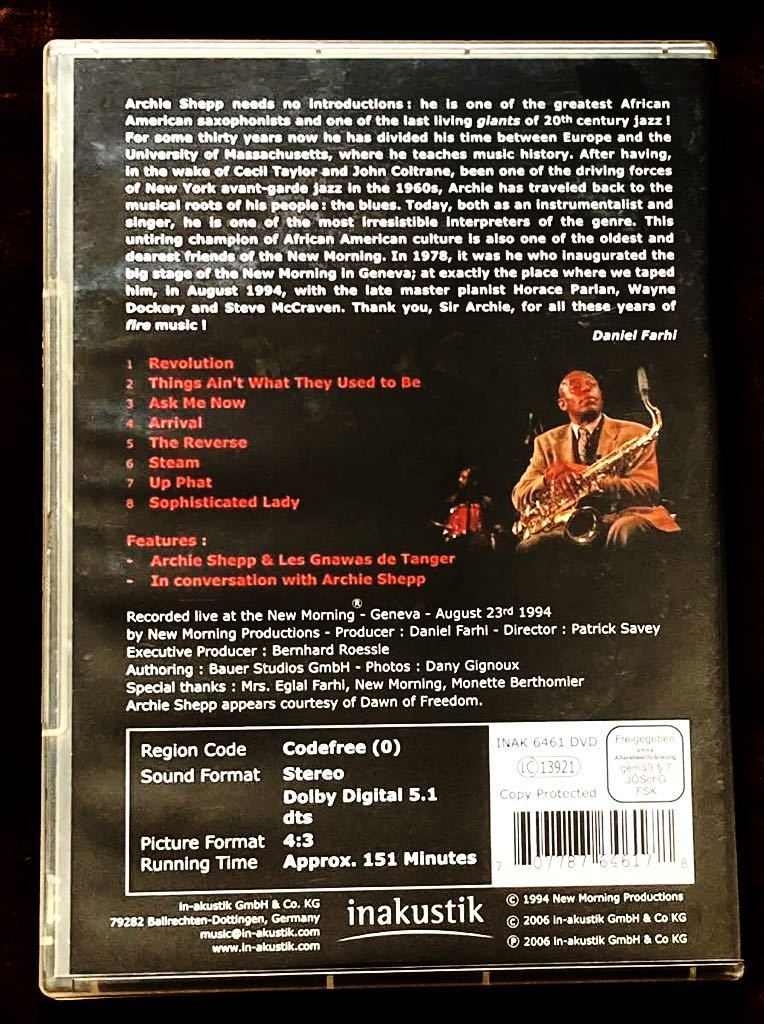 Archie Shepp needs no introductions : he is one of the greatest African
American saxophonists and one of the last living giants of 20th century jazz !
For some thirty years now he has divided his time between Europe and the
University of Massachusetts, where he teaches music history. After having,
in the wake of Cecil Taylor and John Coltrane, been one of the driving forces
of New York avant-garde jazz in the 1960s, Archie has traveled back to the
musical roots of his people : the blues. Today, both as an instrumentalist and
singer, he is one of the most irresistible interpreters of the genre. This
untiring champion of African American culture is also one of the oldest and
dearest friends of the New Morning. In 1978, it was he who inaugurated the
big stage of the New Morning in Geneva; at exactly the place where we taped
him, in August 1994, with the late master pianist Horace Parlan, Wayne
Dockery and Steve McCraven. Thank you, Sir Archie, for all these years of
fire music !
Daniel Farhi
1 Revolution
2 Things Ain't What They Used to Be
3 Ask Me Now
4 Arrival
5 The Reverse
6 Steam
7 Up Phat
8 Sophisticated Lady
Features :
- Archie Shepp & Les Gnawas de Tanger
- In conversation with Archie Shepp
Recorded live at the New Morning® - Geneva - August 23rd 1994
by New Morning Productions - Producer : Daniel Farhi - Director : Patrick Savey
Executive Producer : Bernhard Roessle
Authoring : Bauer Studios GmbH - Photos : Dany Gignoux
Special thanks : Mrs. Eglal Farhi, New Morning, Monette Berthomier
Archie Shepp appears courtesy of Dawn of Freedom.
Region Code Codefree (0)
Sound Format Stereo
Dolby Digital 5.1
dts
Picture Format 4:3
Running Time Approx. 151 Minutes
INAK 6461 DVD
LC 13921
Copy Protected
Freigegeben
ohne
Altersbeschränkung
gemäß § 7
JÖSchG
FSK
7 07787 64617 8
in-akustik GmbH & Co. KG
79282 Ballrechten-Dottingen, Germany
music@in-akustik.com
www.in-akustik.com
inakustik
© 1994 New Morning Productions
© 2006 in-akustik GmbH & Co KG
℗ 2006 in-akustik GmbH & Co KG